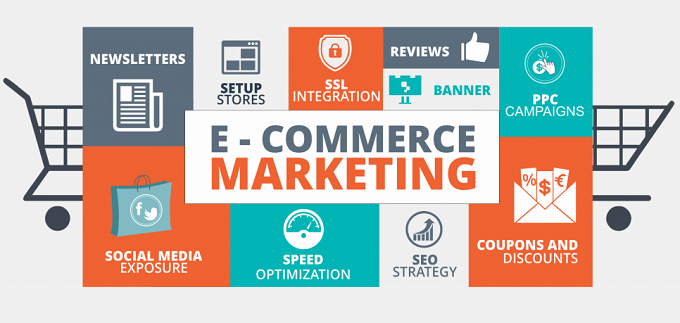 NEWSLETTERS
SETUP
STORES
SSL
INTEGRATION
REVIEWS
BANNER
PPC
CAMPAIGNS
E - COMMERCE
MARKETING
SOCIAL MEDIA
EXPOSURE
SPEED
OPTIMIZATION
SEO
STRATEGY
% $ €
COUPONS AND
DISCOUNTS